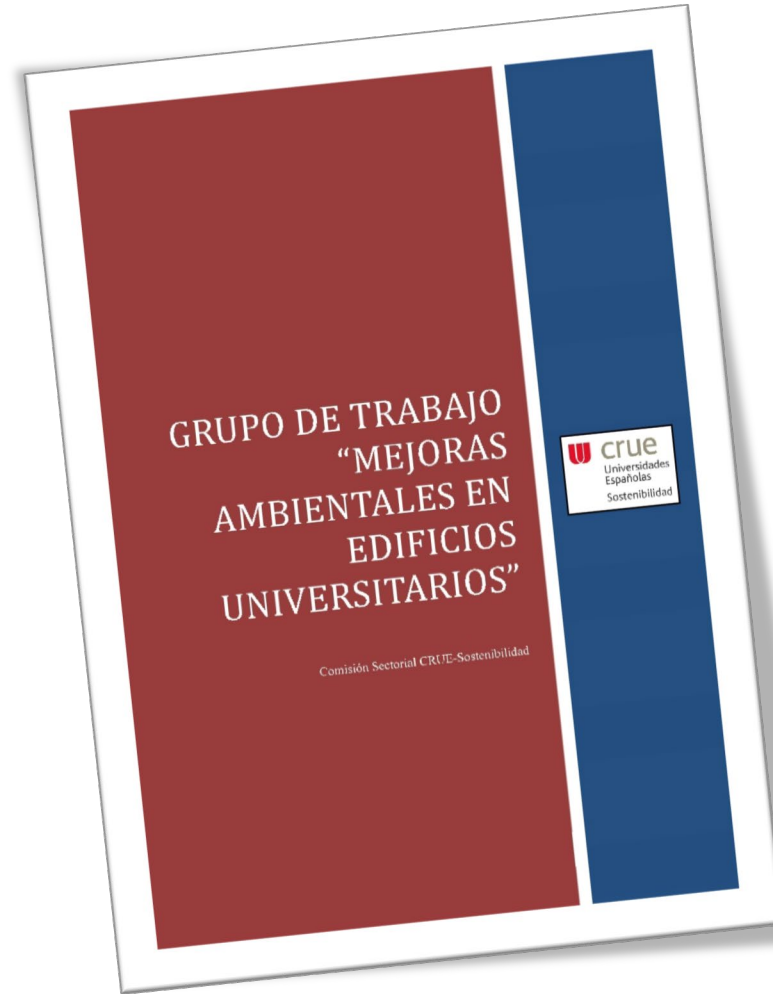 GRUPO DE TRABAJO
“MEJORAS
AMBIENTALES EN
EDIFICIOS
UNIVERSITARIOS”
Comisión Sectorial CRUE-Sostenibilidad
crue
Universidades
Españolas
Sostenibilidad